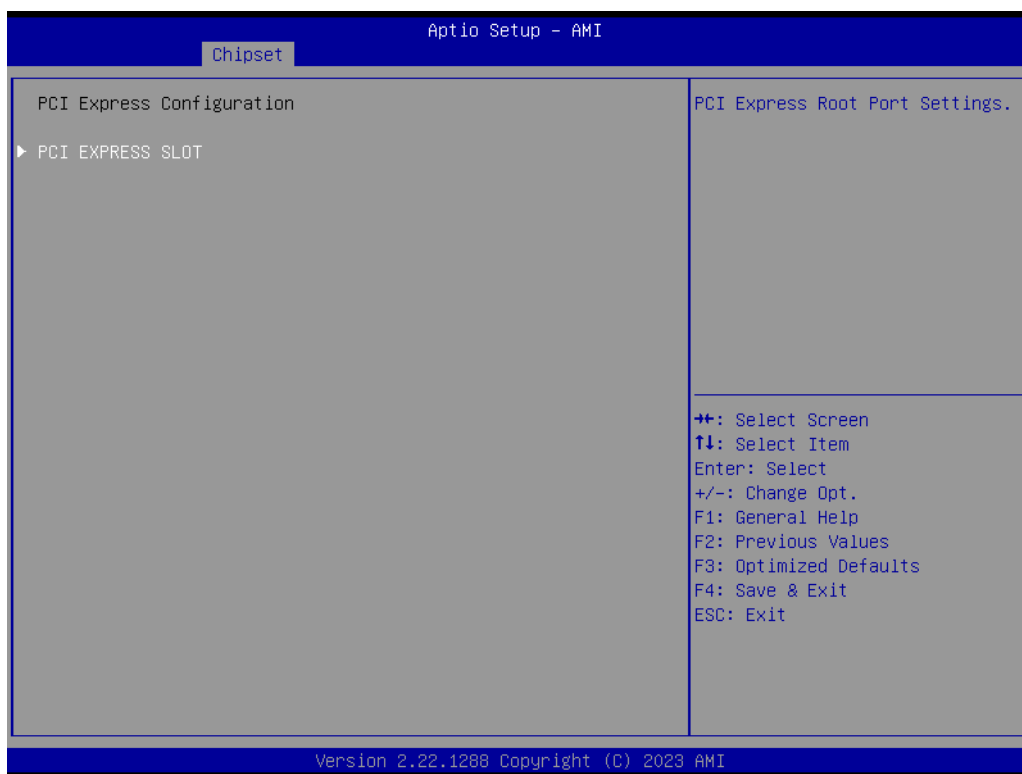 Aptio Setup – AMI
Chipset
PCI Express Configuration
▶ PCI EXPRESS SLOT
PCI Express Root Port Settings.
→←: Select Screen
↑↓: Select Item
Enter: Select
+/-: Change Opt.
F1: General Help
F2: Previous Values
F3: Optimized Defaults
F4: Save & Exit
ESC: Exit
Version 2.22.1288 Copyright (C) 2023 AMI